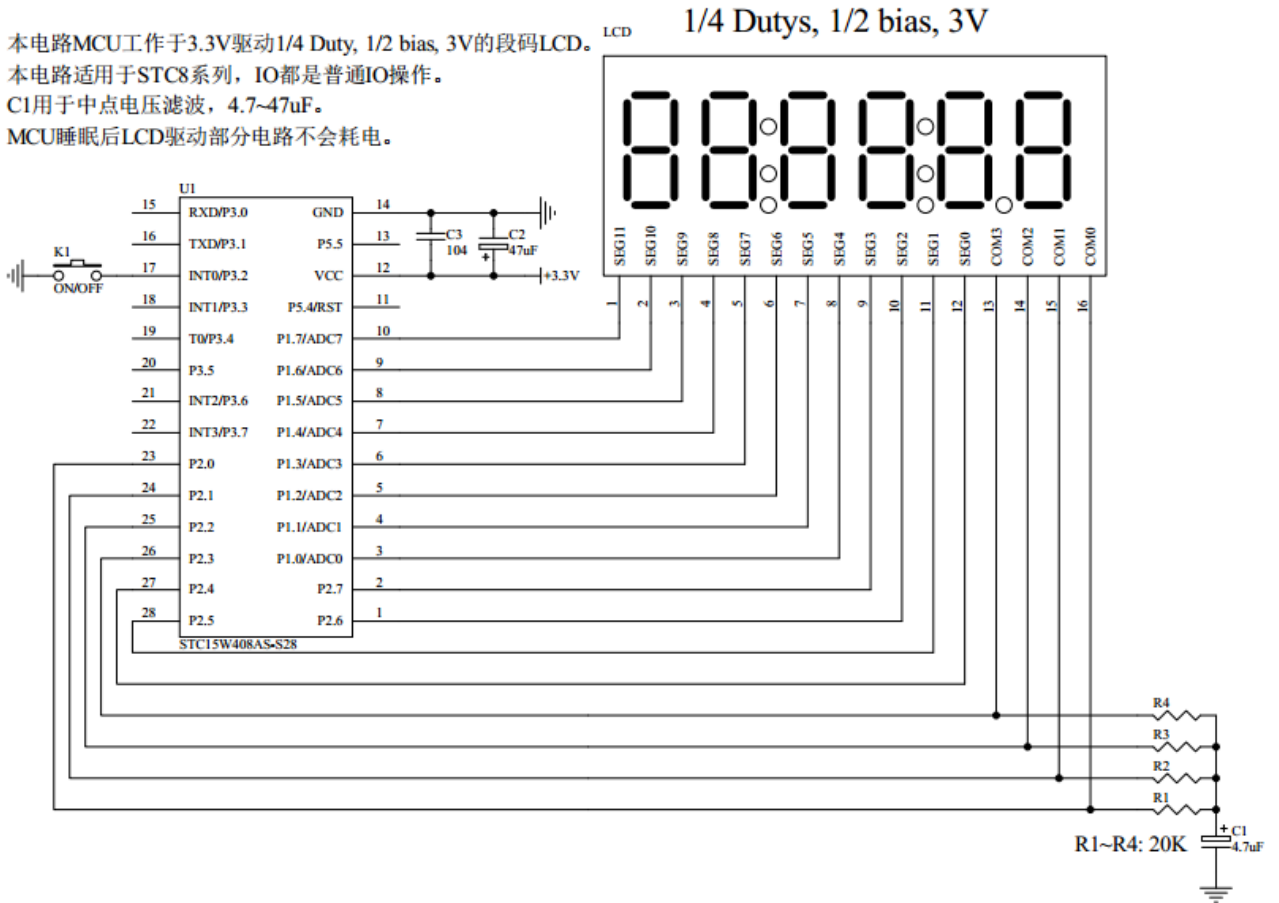 1/4 Dutys, 1/2 bias, 3V
本电路MCU工作于3.3V驱动1/4 Duty, 1/2 bias, 3V的段码LCD。
本电路适用于STC8系列，IO都是普通IO操作。
C1用于中点电压滤波，4.7~47uF。
MCU睡眠后LCD驱动部分电路不会耗电。
LCD
SEG11 SEG10 SEG9 SEG8 SEG7 SEG6 SEG5 SEG4 SEG3 SEG2 SEG1 SEG0 COM3 COM2 COM1 COM0
1 2 3 4 5 6 7 8 9 10 11 12 13 14 15 16
U1
15 RXD/P3.0 GND 14
16 TXD/P3.1 P5.5 13
17 INT0/P3.2 VCC 12
18 INT1/P3.3 P5.4/RST 11
19 T0/P3.4 P1.7/ADC7 10
20 P3.5 P1.6/ADC6 9
21 INT2/P3.6 P1.5/ADC5 8
22 INT3/P3.7 P1.4/ADC4 7
23 P2.0 P1.3/ADC3 6
24 P2.1 P1.2/ADC2 5
25 P2.2 P1.1/ADC1 4
26 P2.3 P1.0/ADC0 3
27 P2.4 P2.7 2
28 P2.5 P2.6 1
STC15W408AS-S28
K1
ON/OFF
C3
104
C2
47uF
+
+3.3V
R4
R3
R2
R1
R1~R4: 20K
+ C1
4.7uF